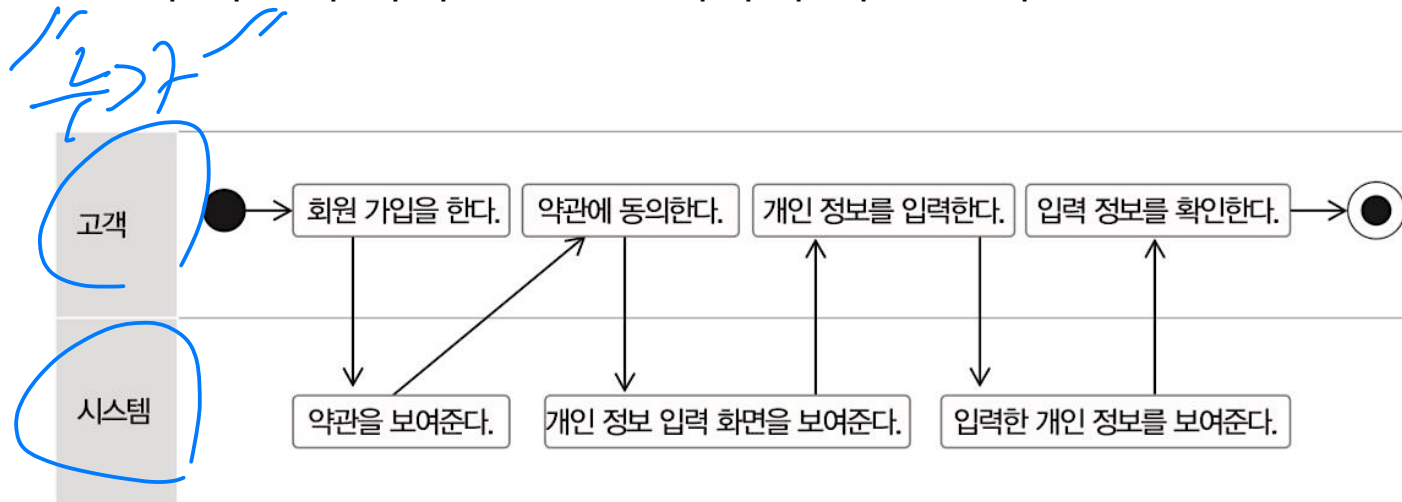 "누가"
고객
회원 가입을 한다.
약관에 동의한다.
개인 정보를 입력한다.
입력 정보를 확인한다.
시스템
약관을 보여준다.
개인 정보 입력 화면을 보여준다.
입력한 개인 정보를 보여준다.